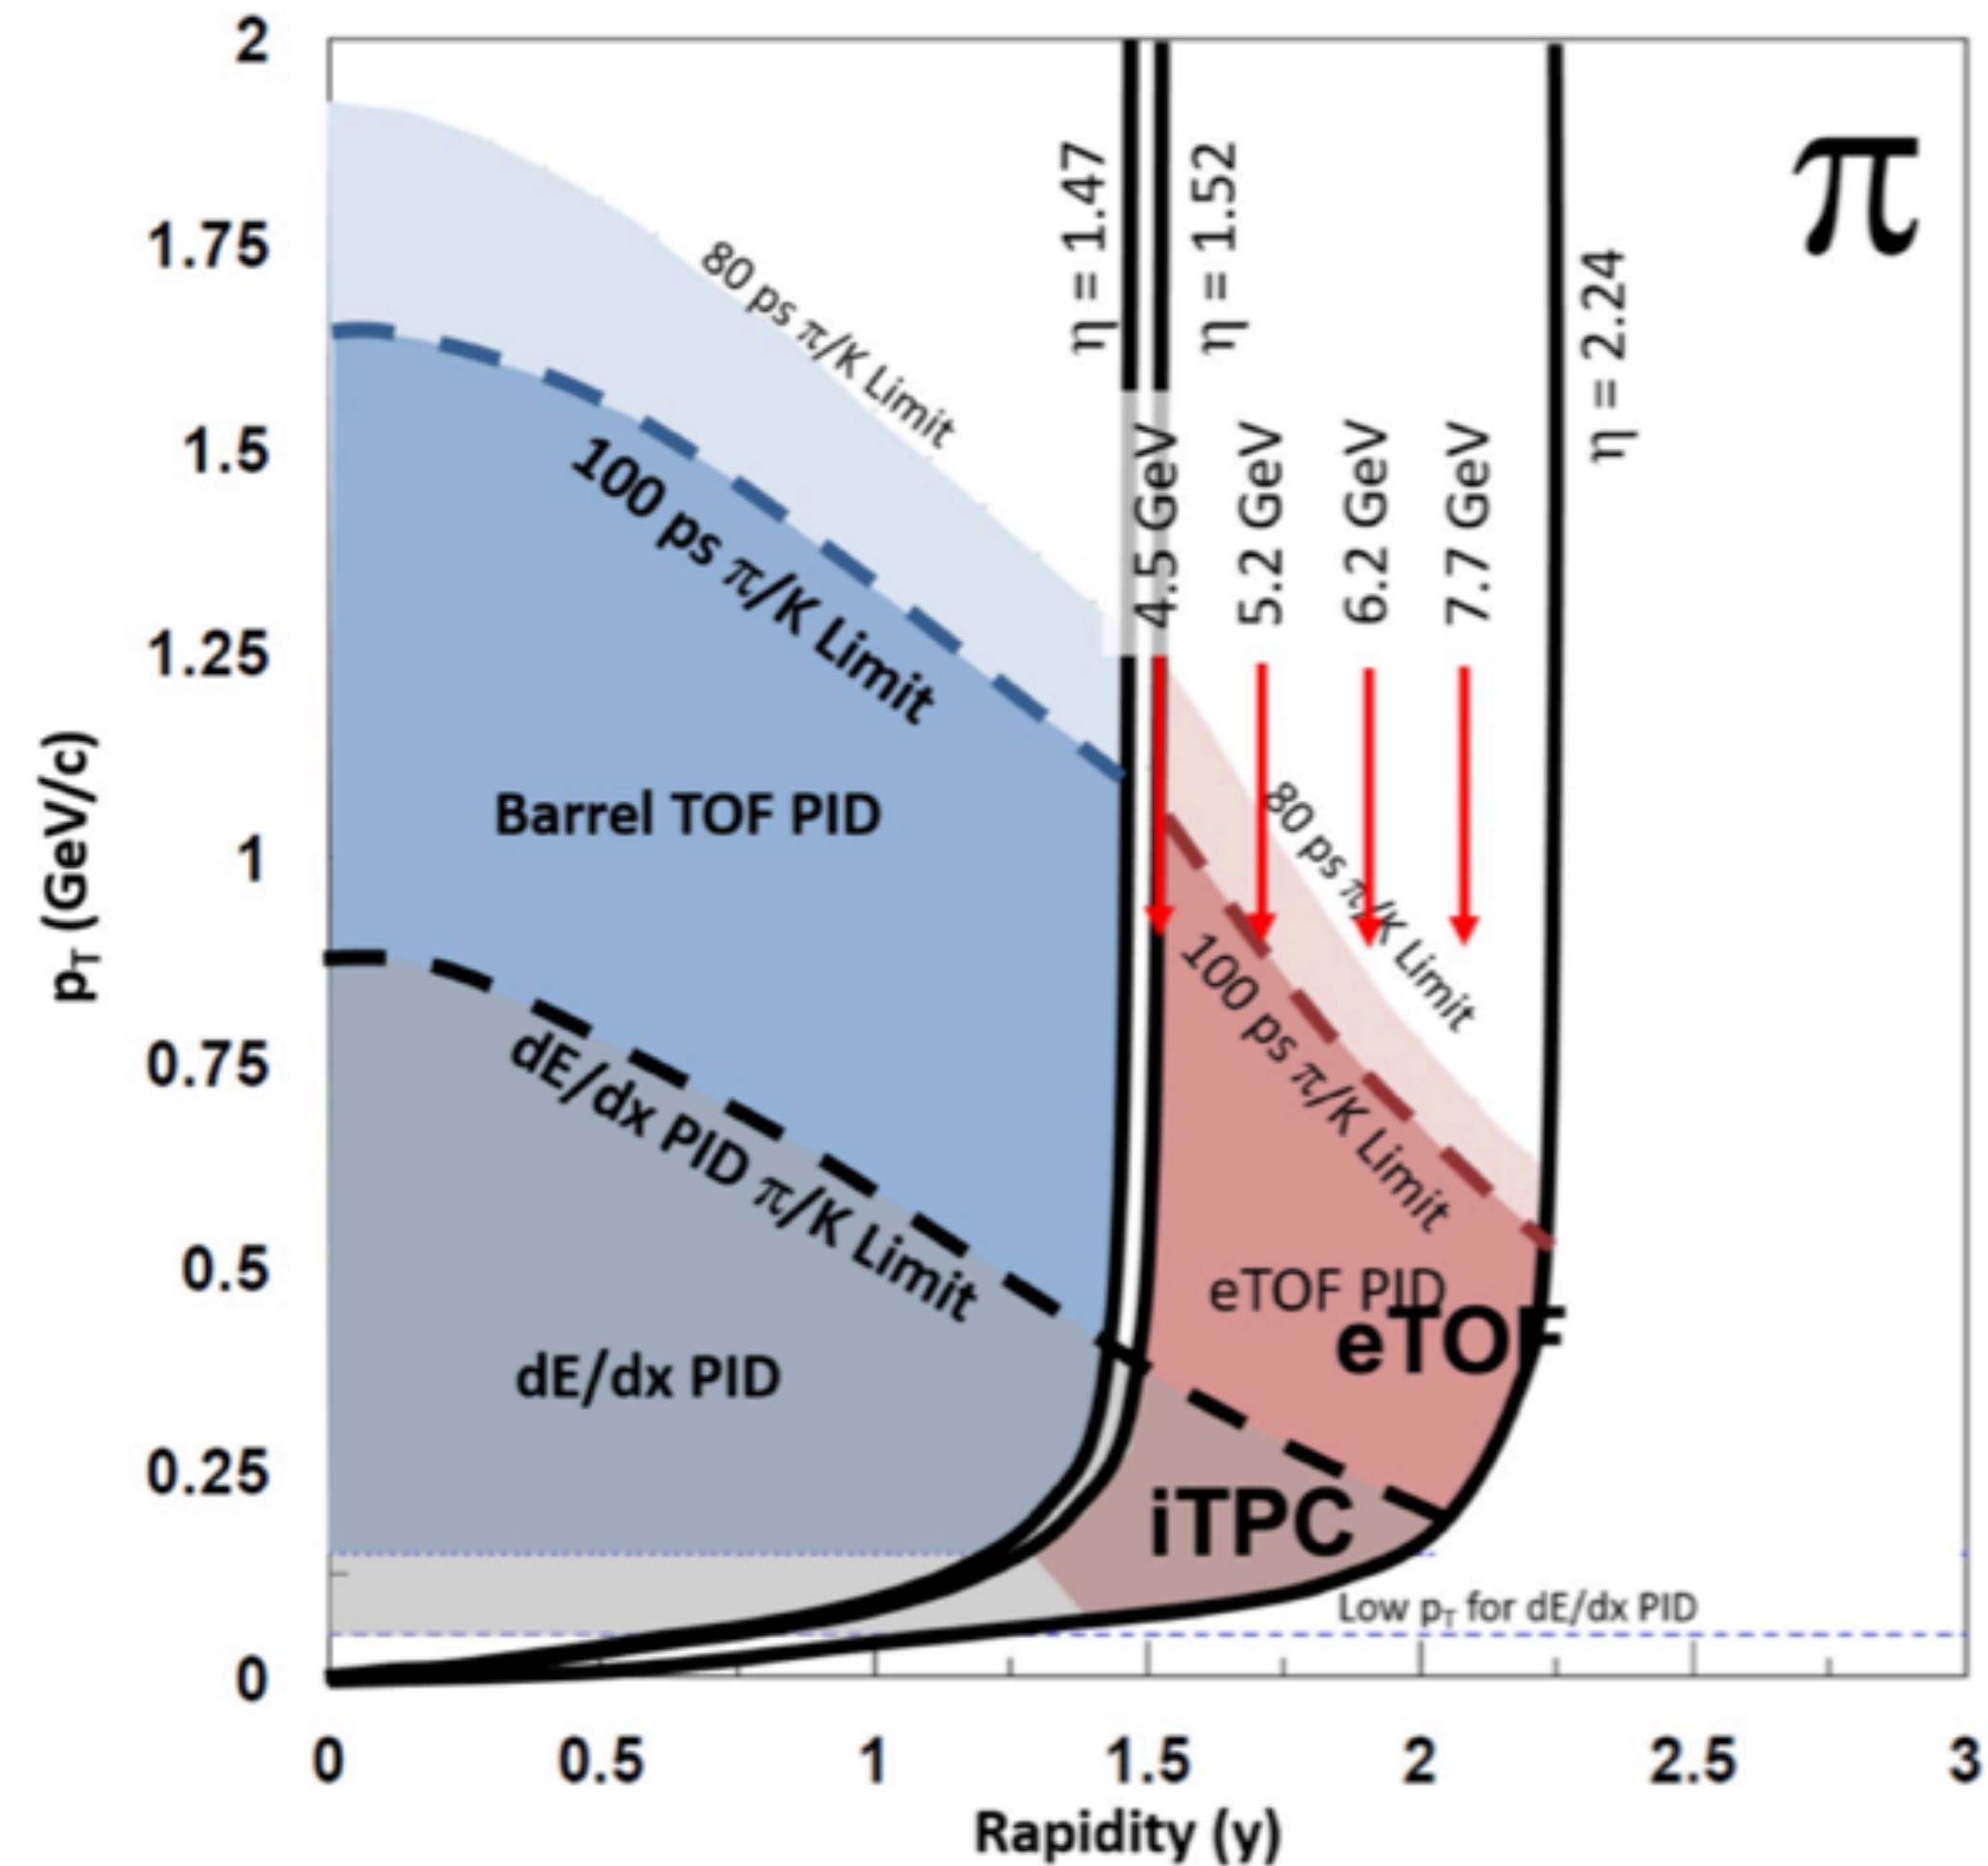 2
1.75
1.5
1.25
1
0.75
0.5
0.25
0
p_T (GeV/c)
π
η = 1.47
η = 1.52
η = 2.24
80 ps π/K Limit
100 ps π/K Limit
4.5 GeV
5.2 GeV
6.2 GeV
7.7 GeV
Barrel TOF PID
80 ps π/K Limit
100 ps π/K Limit
dE/dx PID π/K Limit
eTOF PID
eTOF
dE/dx PID
iTPC
Low p_T for dE/dx PID
0 0.5 1 1.5 2 2.5 3
Rapidity (y)